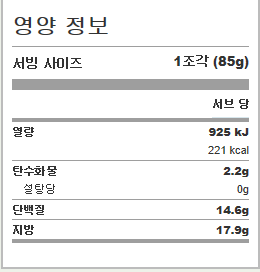 영양 정보
서빙 사이즈 1조각 (85g)
서브 당
열량 925 kJ
221 kcal
탄수화물 2.2g
설탕당 0g
단백질 14.6g
지방 17.9g